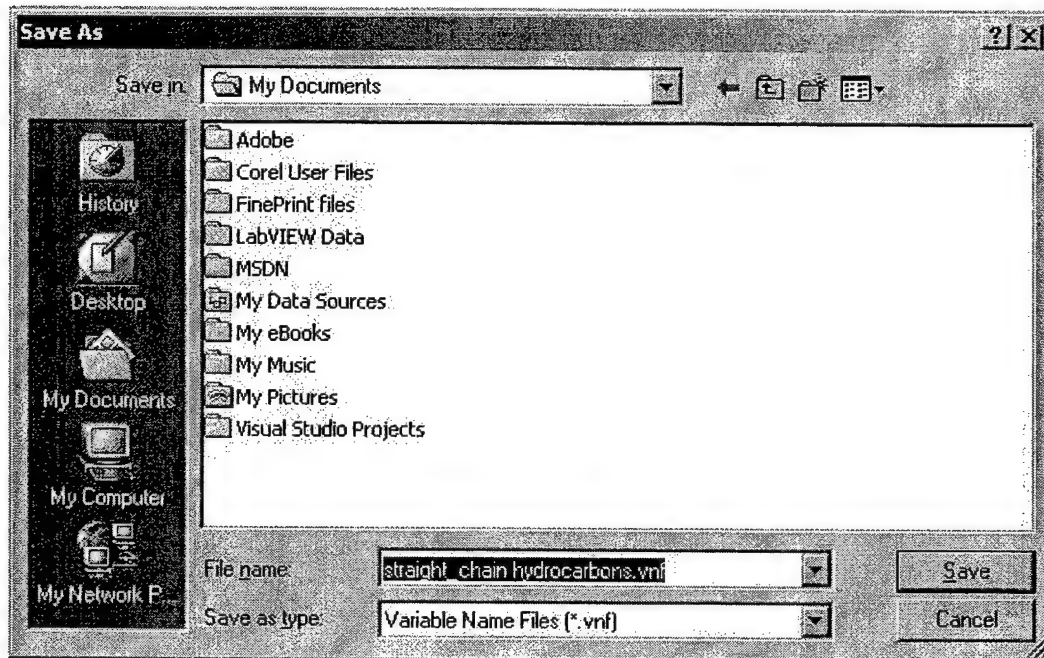 Save As
Save in: My Documents
History
Desktop
My Documents
My Computer
My Network P...
Adobe
Corel User Files
FinePrint files
LabVIEW Data
MSDN
My Data Sources
My eBooks
My Music
My Pictures
Visual Studio Projects
File name: straight_chain hydrocarbons.vnf Save
Save as type: Variable Name Files (*.vnf) Cancel